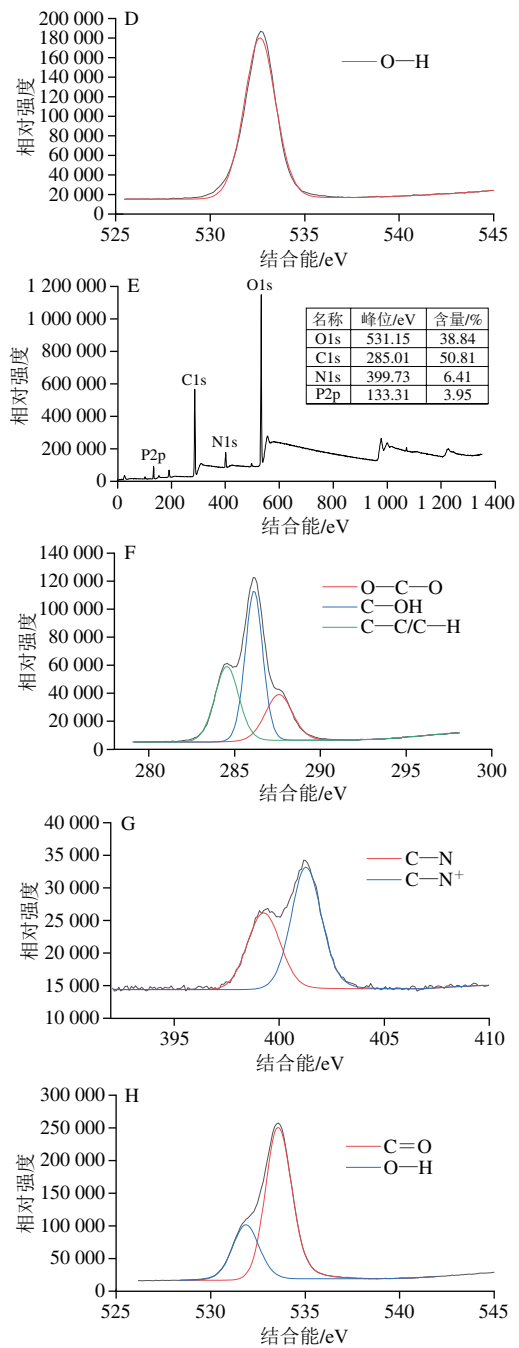 D
200 000
180 000
160 000
140 000
120 000
100 000
80 000
60 000
40 000
20 000
0
相对强度
O—H
525
530
535
540
545
结合能/eV
E
1 200 000
1 000 000
800 000
600 000
400 000
200 000
0
相对强度
O1s
C1s
N1s
P2p
名称 峰位/eV 含量/%
O1s 531.15 38.84
C1s 285.01 50.81
N1s 399.73 6.41
P2p 133.31 3.95
0
200
400
600
800
1 000
1 200
1 400
结合能/eV
F
140 000
120 000
100 000
80 000
60 000
40 000
20 000
0
相对强度
O—C—O
C—OH
C—C/C—H
280
285
290
295
300
结合能/eV
G
40 000
35 000
30 000
25 000
20 000
15 000
10 000
相对强度
C—N
C—N⁺
395
400
405
410
结合能/eV
H
300 000
250 000
200 000
150 000
100 000
50 000
0
相对强度
C=O
O—H
525
530
535
540
545
结合能/eV